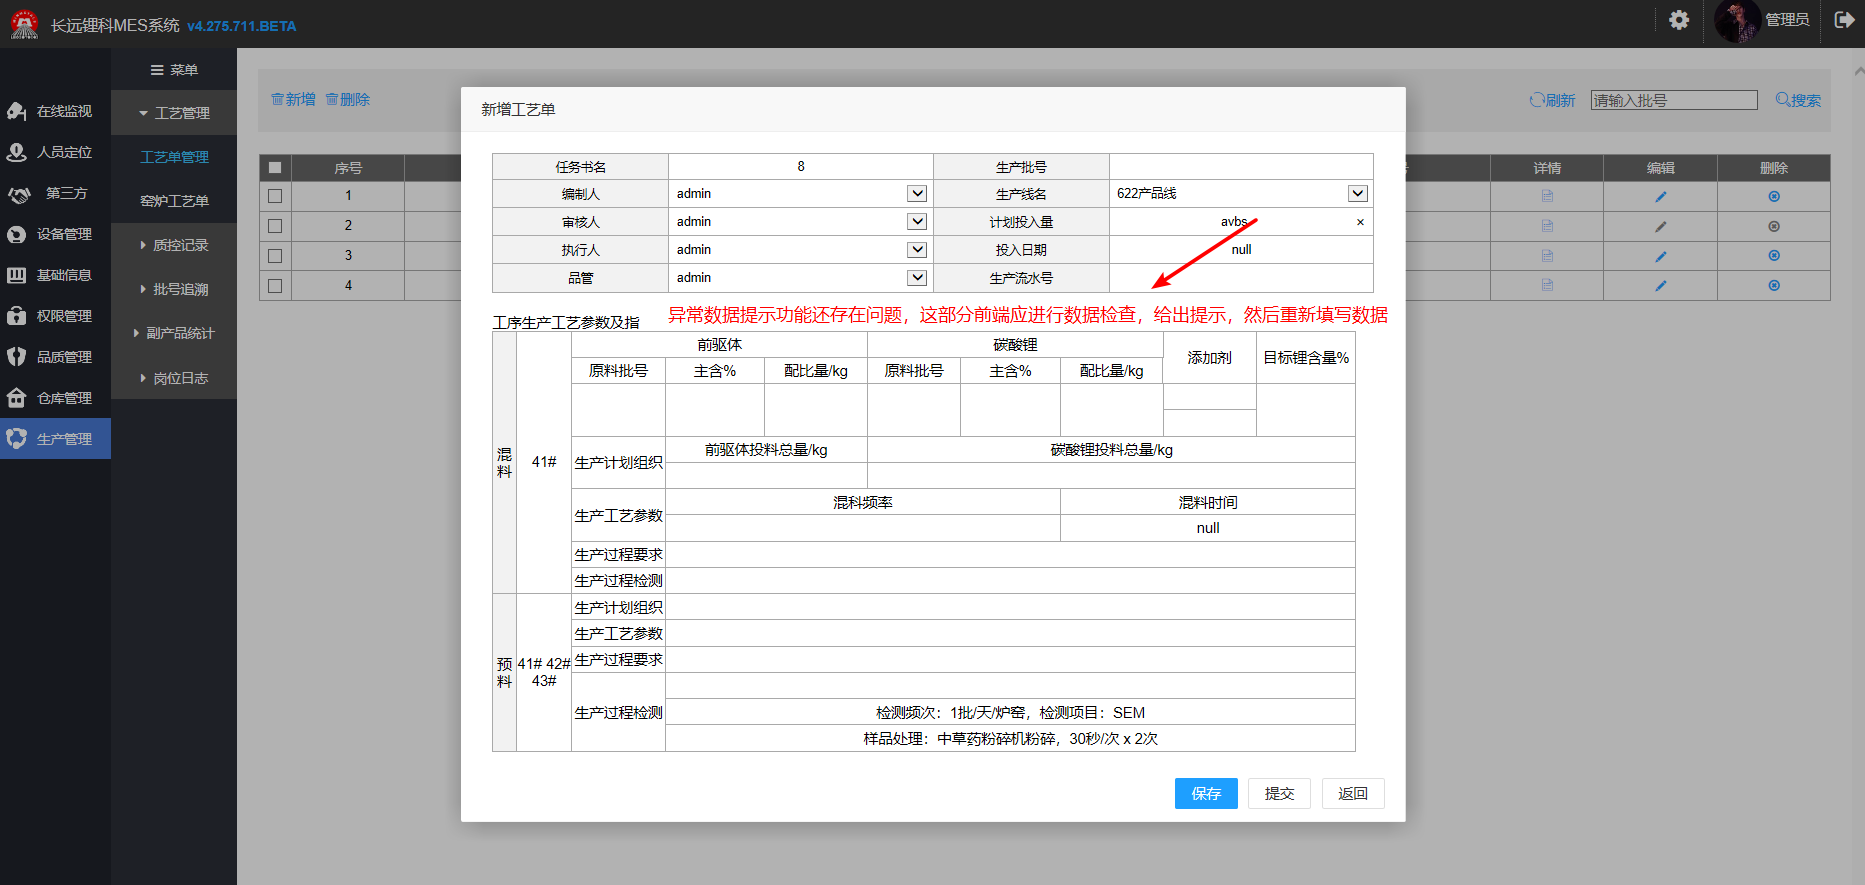 长远锂科MES系统 v4.275.711.BETA
管理员
在线监视
人员定位
第三方
设备管理
基础信息
权限管理
品质管理
仓库管理
生产管理
菜单
工艺管理
工艺单管理
窑炉工艺单
质控记录
批号追溯
副产品统计
岗位日志
新增 删除
刷新 请输入批号 搜索
序号 详情 编辑 删除
1
2
3
4
新增工艺单
任务书名 8 生产批号
编制人 admin 生产线名 622产品线
审核人 admin 计划投入量 avbs ×
执行人 admin 投入日期 null
品管 admin 生产流水号
异常数据提示功能还存在问题，这部分前端应进行数据检查，给出提示，然后重新填写数据
工序生产工艺参数及指
前驱体 碳酸锂 添加剂 目标锂含量%
原料批号 主含% 配比量/kg 原料批号 主含% 配比量/kg
混料 41#
生产计划组织 前驱体投料总量/kg 碳酸锂投料总量/kg
生产工艺参数 混科频率 混料时间
null
生产过程要求
生产过程检测
预料 41# 42# 43#
生产计划组织
生产工艺参数
生产过程要求
生产过程检测
检测频次：1批/天/炉窑，检测项目：SEM
样品处理：中草药粉碎机粉碎，30秒/次 x 2次
保存 提交 返回